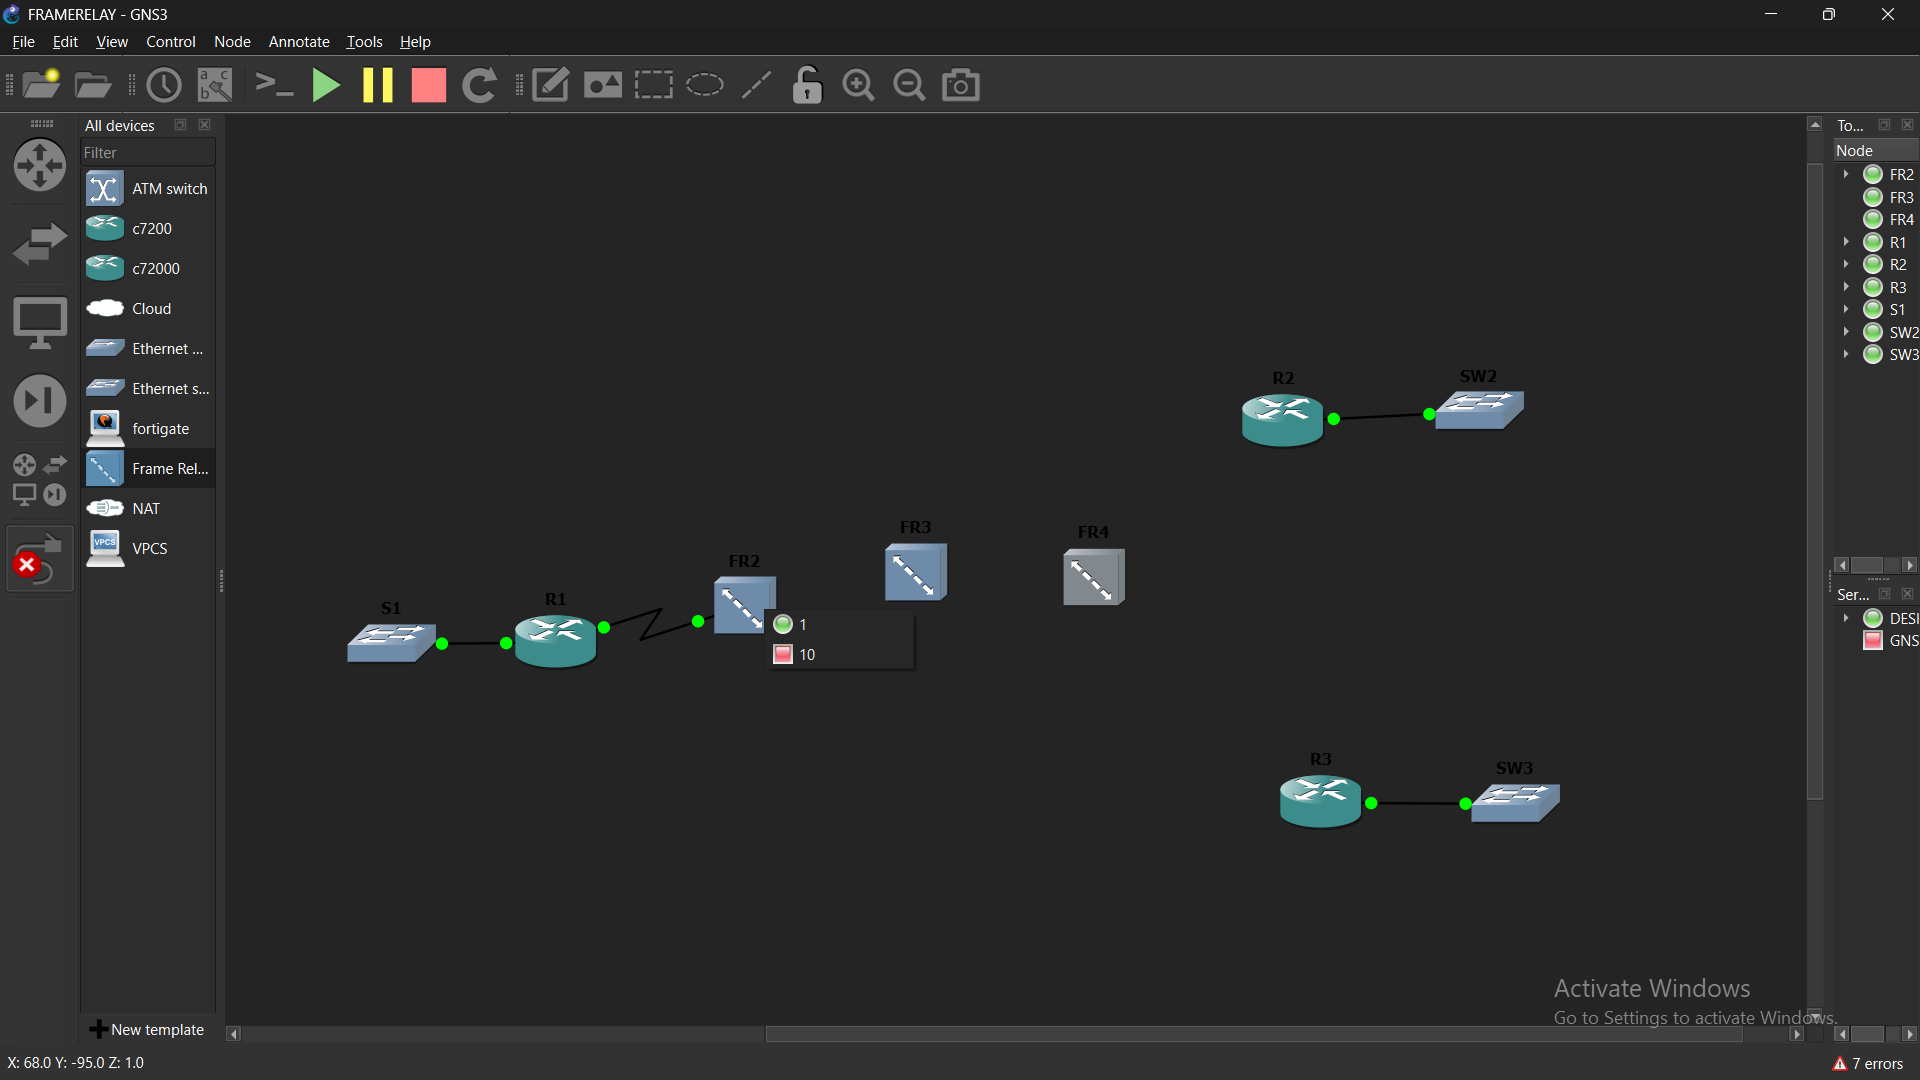 FRAMERELAY - GNS3
File Edit View Control Node Annotate Tools Help
All devices
Filter
ATM switch
c7200
c72000
Cloud
Ethernet ...
Ethernet s...
fortigate
Frame Rel...
NAT
VPCS
New template
R2
SW2
FR3
FR4
FR2
R1
S1
1
10
R3
SW3
To...
Node
FR2
FR3
FR4
R1
R2
R3
S1
SW2
SW3
Ser...
DESI
GNS
Activate Windows
Go to Settings to activate Windows.
X: 68.0 Y: -95.0 Z: 1.0
7 errors